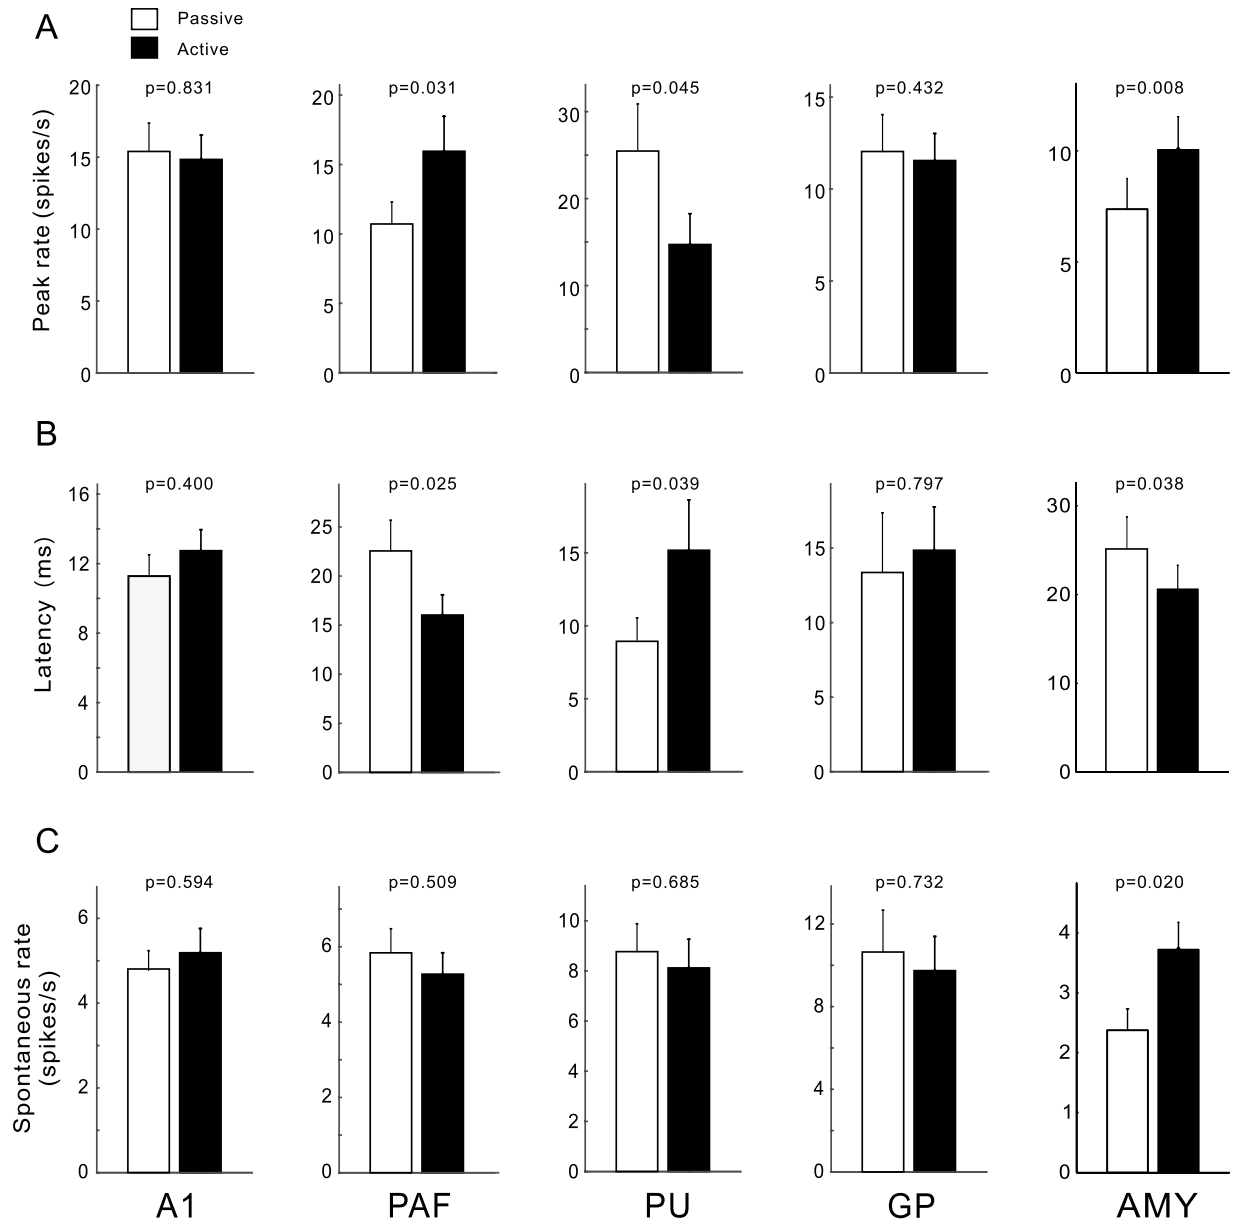 A
Passive
Active
Peak rate (spikes/s)
p=0.831
20
15
10
5
0
p=0.031
20
15
10
5
0
p=0.045
30
20
10
0
p=0.432
15
10
5
0
p=0.008
10
5
0
B
Latency (ms)
p=0.400
16
12
8
4
0
p=0.025
25
20
15
10
5
0
p=0.039
15
10
5
0
p=0.797
15
10
5
0
p=0.038
30
20
10
0
C
Spontaneous rate
(spikes/s)
p=0.594
6
4
2
0
p=0.509
6
4
2
0
p=0.685
10
8
6
4
2
0
p=0.732
12
8
4
0
p=0.020
4
3
2
1
0
A1
PAF
PU
GP
AMY